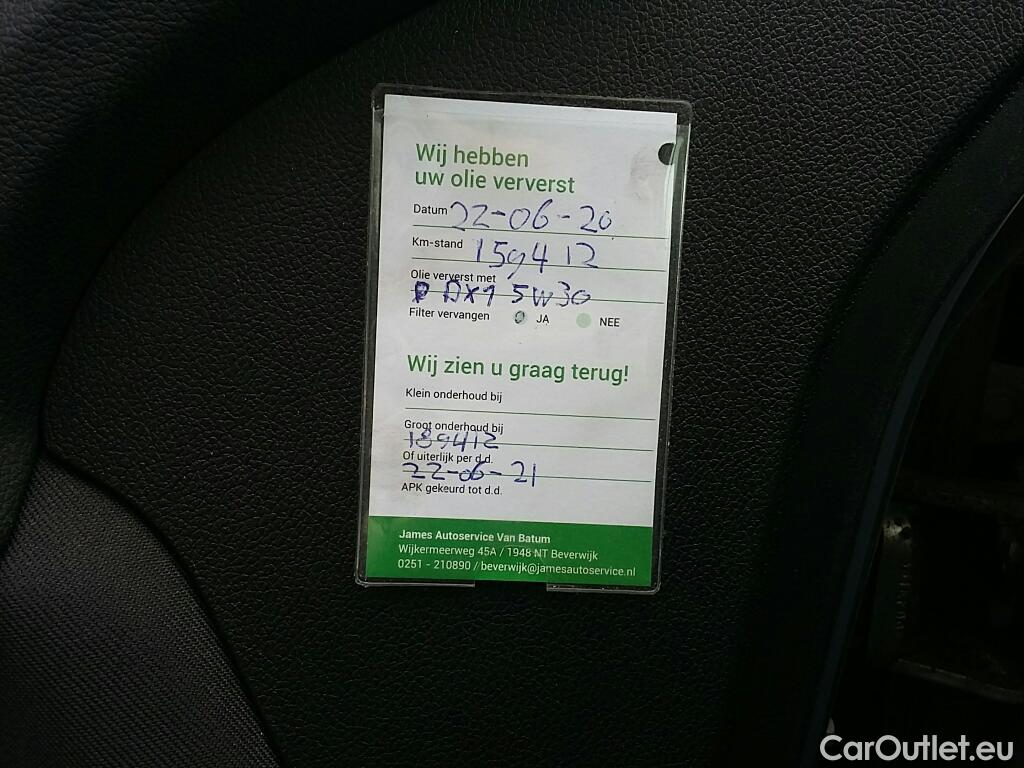 Wij hebben
uw olie ververst
Datum 22-06-20
Km-stand 159412
Olie ververst met
DX1 5W30
Filter vervangen JA NEE
Wij zien u graag terug!
Klein onderhoud bij
Groot onderhoud bij
189412
Of uiterlijk per d.d.
22-06-21
APK gekeurd tot d.d.
James Autoservice Van Batum
Wijkermeerweg 45A / 1948 NT Beverwijk
0251 - 210890 / beverwijk@jamesautoservice.nl
CarOutlet.eu